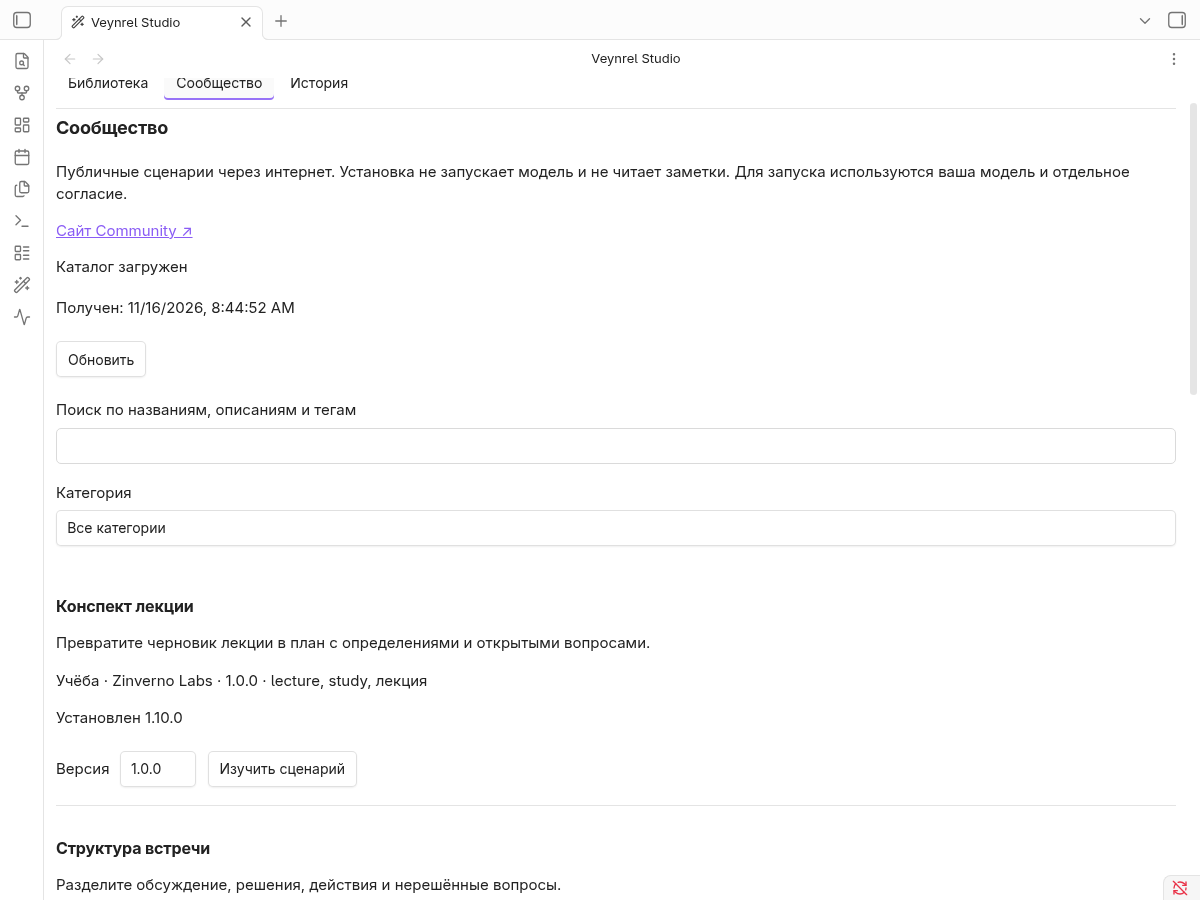 Veynrel Studio
Veynrel Studio
Библиотека Сообщество История
Сообщество
Публичные сценарии через интернет. Установка не запускает модель и не читает заметки. Для запуска используются ваша модель и отдельное
согласие.
Сайт Community ↗
Каталог загружен
Получен: 11/16/2026, 8:44:52 AM
Обновить
Поиск по названиям, описаниям и тегам
Категория
Все категории
Конспект лекции
Превратите черновик лекции в план с определениями и открытыми вопросами.
Учёба · Zinverno Labs · 1.0.0 · lecture, study, лекция
Установлен 1.10.0
Версия 1.0.0 Изучить сценарий
Структура встречи
Разделите обсуждение, решения, действия и нерешённые вопросы.